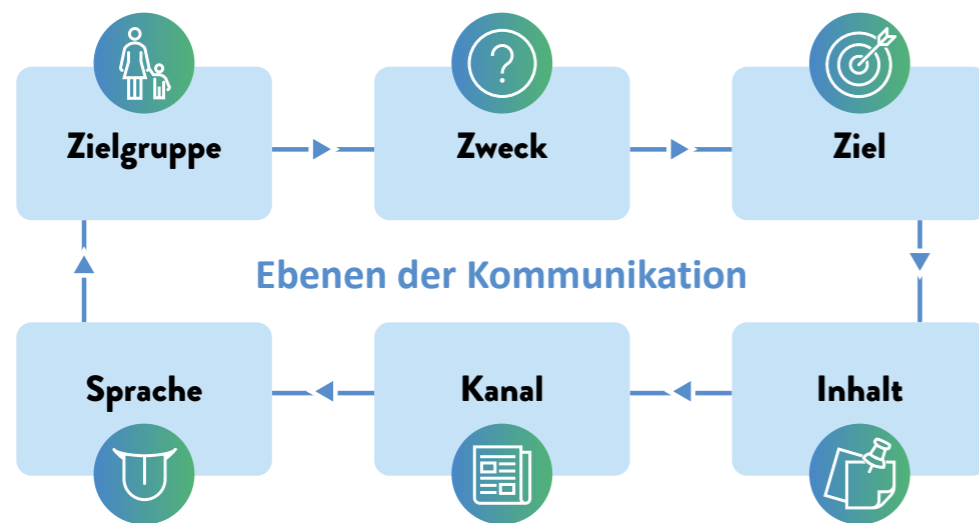 Zielgruppe
Zweck
Ziel
Ebenen der Kommunikation
Sprache
Kanal
Inhalt